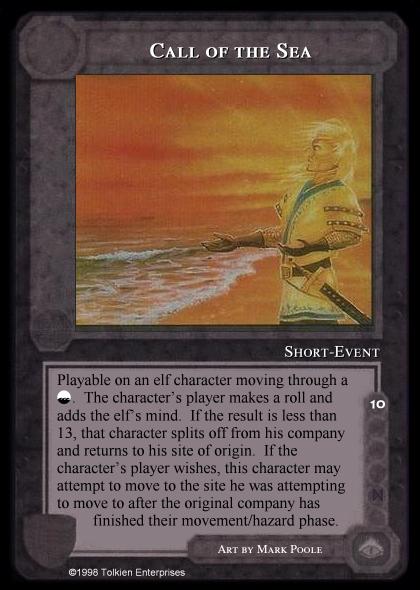 Call of the Sea
Short-Event
Playable on an elf character moving through a
. The character's player makes a roll and
adds the elf's mind. If the result is less than
13, that character splits off from his company
and returns to his site of origin. If the
character's player wishes, this character may
attempt to move to the site he was attempting
to move to after the original company has
finished their movement/hazard phase.
10
N
Art by Mark Poole
©1998 Tolkien Enterprises